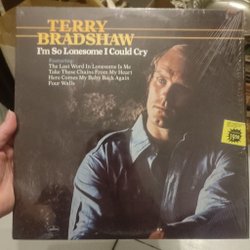 TERRY
BRADSHAW
I'm So Lonesome I Could Cry
Featuring:
The Last Word In Lonesome Is Me
Take These Chains From My Heart
Here Comes My Baby Back Again
Four Walls